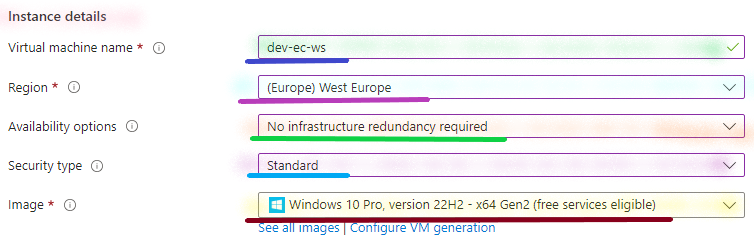 Instance details
Virtual machine name * dev-ec-ws
Region * (Europe) West Europe
Availability options No infrastructure redundancy required
Security type Standard
Image * Windows 10 Pro, version 22H2 - x64 Gen2 (free services eligible)
See all images | Configure VM generation